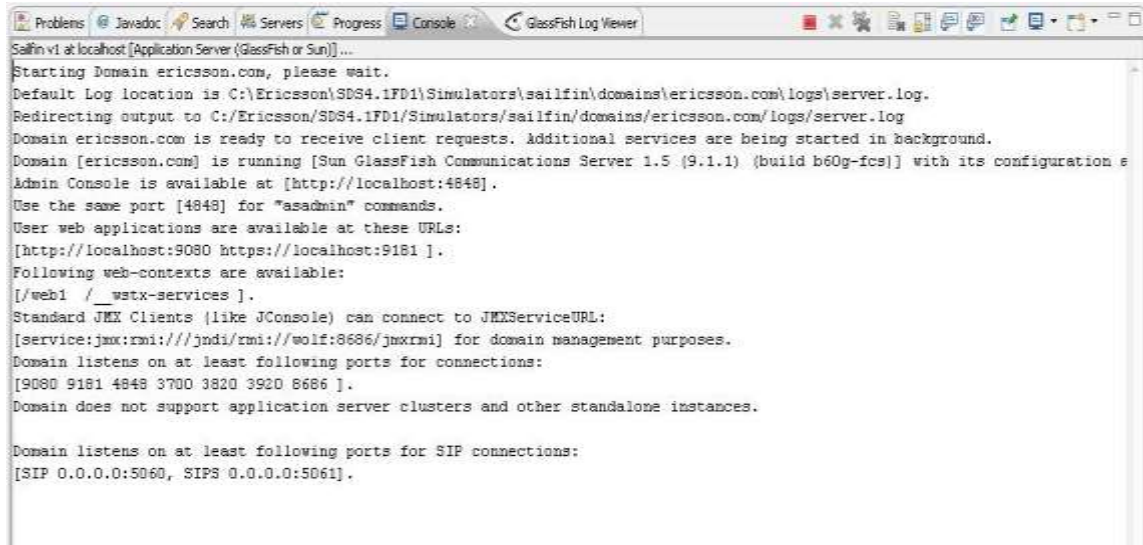 Problems @ Javadoc Search Servers Progress Console GlassFish Log Viewer
Sailfin v1 at localhost [Application Server (GlassFish or Sun)] ...
Starting Domain ericsson.com, please wait.
Default Log location is C:\Ericsson\SDS4.1FD1\Simulators\sailfin\domains\ericsson.com\logs\server.log.
Redirecting output to C:/Ericsson/SDS4.1FD1/Simulators/sailfin/domains/ericsson.com/logs/server.log
Domain ericsson.com is ready to receive client requests. Additional services are being started in background.
Domain [ericsson.com] is running [Sun GlassFish Communications Server 1.5 (9.1.1) (build b60g-fcs)] with its configuration
Admin Console is available at [http://localhost:4848].
Use the same port [4848] for "asadmin" commands.
User web applications are available at these URLs:
[http://localhost:9080 https://localhost:9181 ].
Following web-contexts are available:
[/web1 /__wstx-services ].
Standard JMX Clients (like JConsole) can connect to JMXServiceURL:
[service:jmx:rmi:///jndi/rmi://wolf:8686/jmxrmi] for domain management purposes.
Domain listens on at least following ports for connections:
[9080 9181 4848 3700 3820 3920 8686 ].
Domain does not support application server clusters and other standalone instances.
Domain listens on at least following ports for SIP connections:
[SIP 0.0.0.0:5060, SIPS 0.0.0.0:5061].